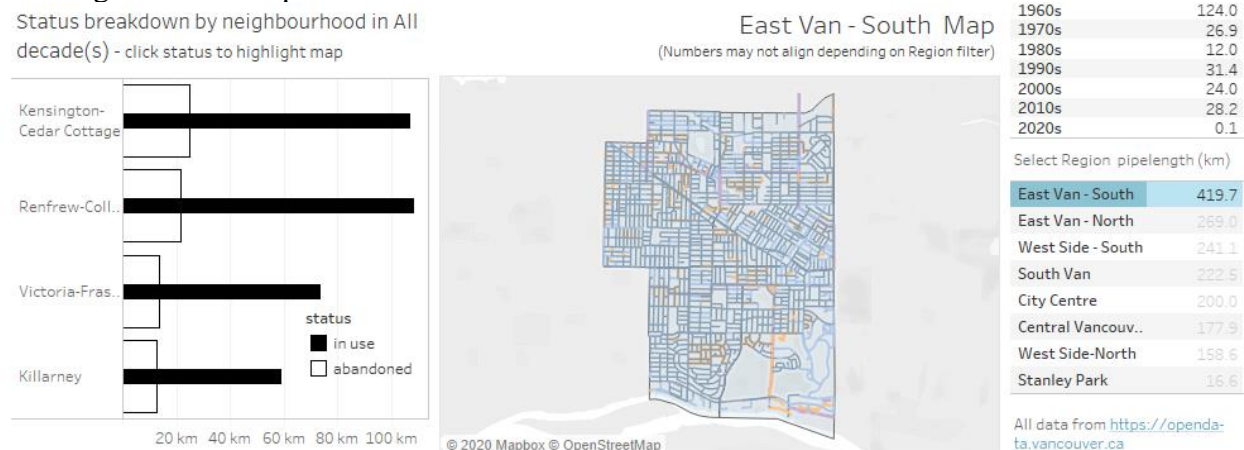 Status breakdown by neighbourhood in All
decade(s) - click status to highlight map
Kensington-
Cedar Cottage
Renfrew-Coll..
Victoria-Fras..
Killarney
status
in use
abandoned
20 km 40 km 60 km 80 km 100 km
East Van - South Map
(Numbers may not align depending on Region filter)
© 2020 Mapbox © OpenStreetMap
1960s 124.0
1970s 26.9
1980s 12.0
1990s 31.4
2000s 24.0
2010s 28.2
2020s 0.1
Select Region pipelength (km)
East Van - South 419.7
East Van - North 269.0
West Side - South 241.1
South Van 222.5
City Centre 200.0
Central Vancouv.. 177.9
West Side-North 158.6
Stanley Park 16.6
All data from https://openda-
ta.vancouver.ca